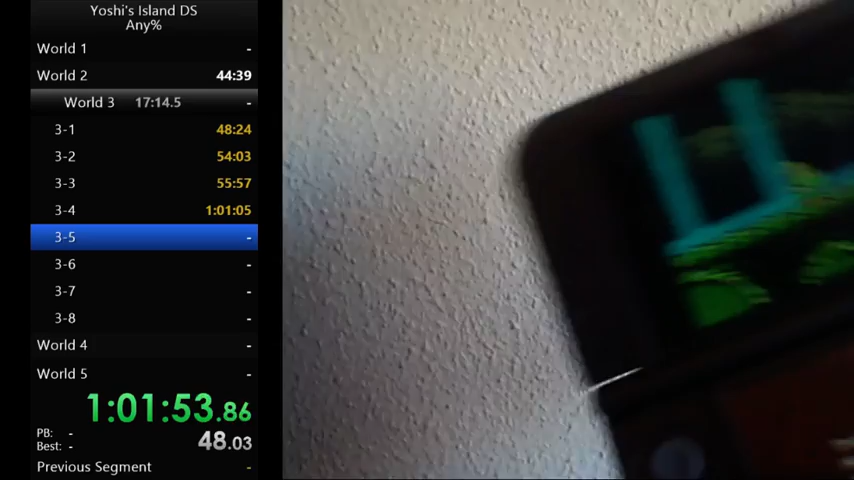 Yoshi's Island DS
Any%
World 1 -
World 2 44:39
World 3 17:14.5 -
3-1 48:24
3-2 54:03
3-3 55:57
3-4 1:01:05
3-5 -
3-6 -
3-7 -
3-8 -
World 4 -
World 5 -
1:01:53.86
PB: -
Best: - 48.03
Previous Segment -